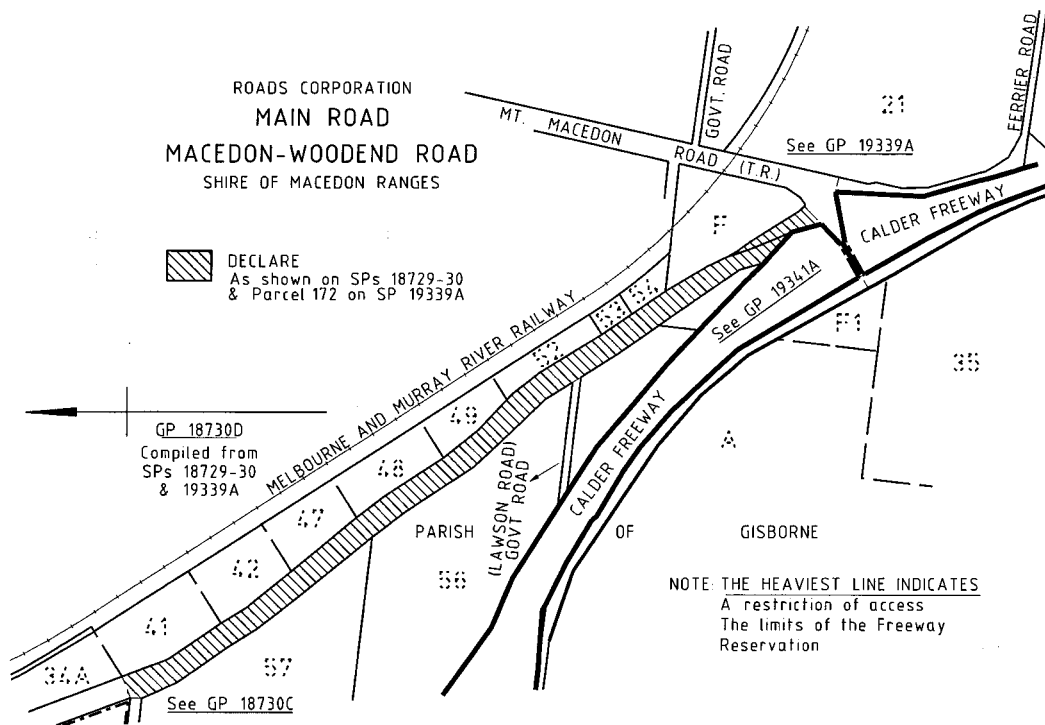 ROADS CORPORATION
MAIN ROAD
MACEDON-WOODEND ROAD
SHIRE OF MACEDON RANGES
DECLARE
As shown on SPs 18729-30
& Parcel 172 on SP 19339A
GP 18730D
Compiled from
SPs 18729-30
& 19339A
MELBOURNE AND MURRAY RIVER RAILWAY
MT. MACEDON ROAD (T.R.)
GOVT. ROAD
21
See GP 19339A
FERRIER ROAD
CALDER FREEWAY
F
See GP 19341A
F1
35
54
53
52
49
48
47
42
41
34A
A
CALDER FREEWAY
(LAWSON ROAD)
GOVT ROAD
PARISH OF GISBORNE
56
57
See GP 18730C
NOTE: THE HEAVIEST LINE INDICATES
A restriction of access
The limits of the Freeway
Reservation